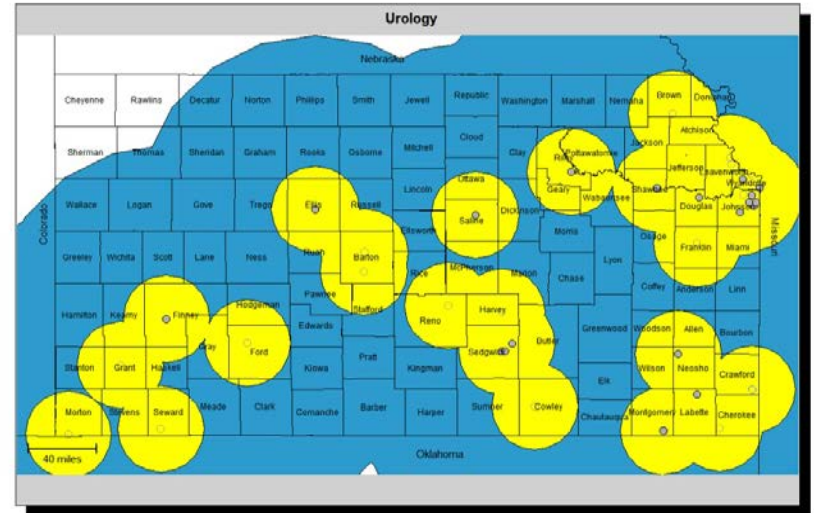 Urology
Nebraska
Cheyenne Rawlins Decatur Norton Phillips Smith Jewell Republic Washington Marshall Nemaha Brown Doniphan
Sherman Thomas Sheridan Graham Rooks Osborne Mitchell Cloud Clay Riley Pottawatomie Jackson Atchison
Jefferson Leavenworth Wyandotte
Wallace Logan Gove Trego Ellis Russell Lincoln Ottawa Saline Dickinson Geary Wabaunsee Shawnee Douglas Johnson
Colorado
Missouri
Greeley Wichita Scott Lane Ness Rush Barton Ellsworth Rice McPherson Marion Morris Chase Lyon Osage Franklin Miami
Hamilton Kearny Finney Hodgeman Pawnee Stafford Reno Harvey Coffey Anderson Linn
Stanton Grant Haskell Gray Ford Edwards Kiowa Pratt Kingman Sedgwick Butler Greenwood Woodson Allen Bourbon
Wilson Neosho Crawford
Morton Stevens Seward Meade Clark Comanche Barber Harper Sumner Cowley Elk Chautauqua Montgomery Labette Cherokee
40 miles
Oklahoma